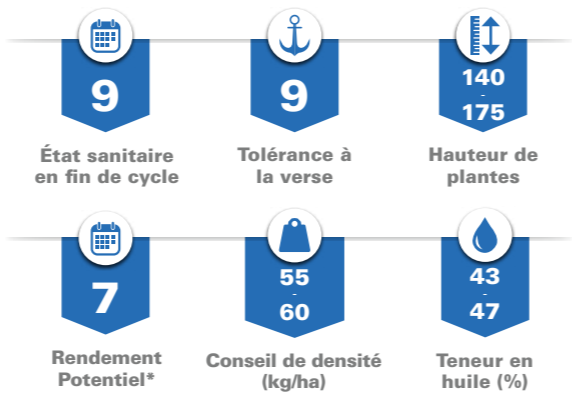 9
État sanitaire
en fin de cycle
9
Tolérance à
la verse
140
-
175
Hauteur de
plantes
7
Rendement
Potentiel*
55
-
60
Conseil de densité
(kg/ha)
43
-
47
Teneur en
huile (%)